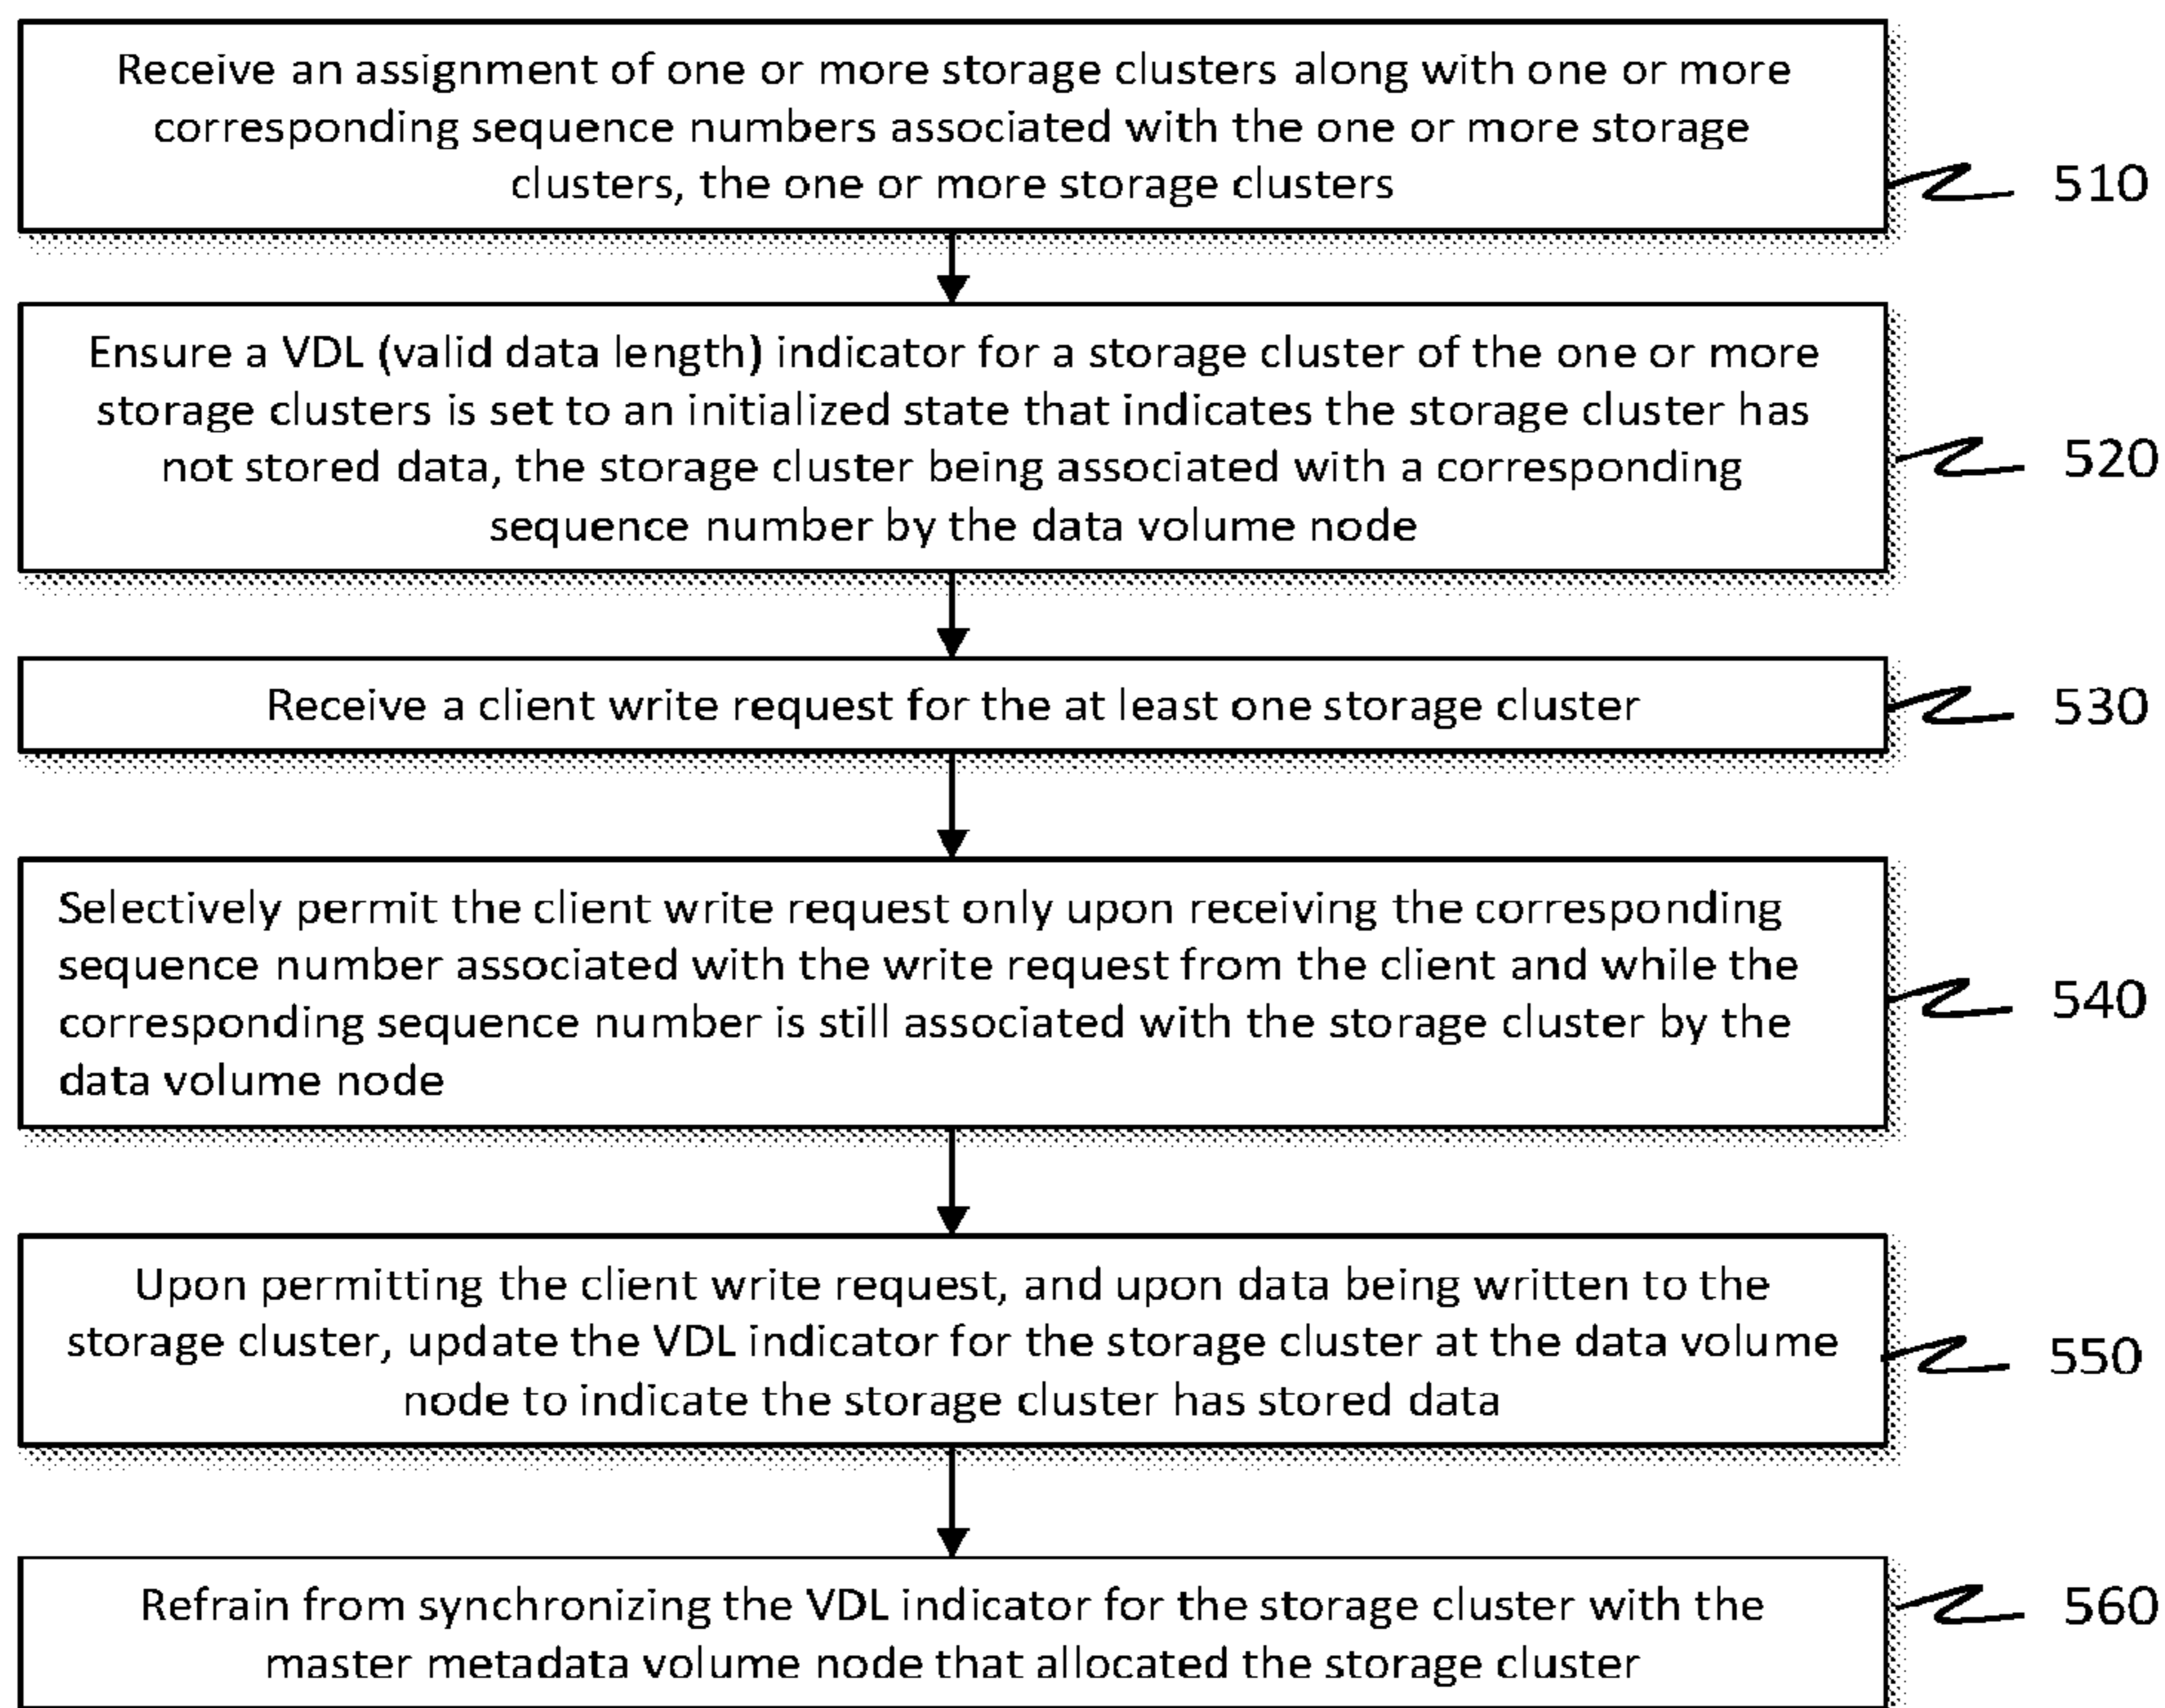 Receive an assignment of one or more storage clusters along with one or more
corresponding sequence numbers associated with the one or more storage
clusters, the one or more storage clusters
510
Ensure a VDL (valid data length) indicator for a storage cluster of the one or more
storage clusters is set to an initialized state that indicates the storage cluster has
not stored data, the storage cluster being associated with a corresponding
sequence number by the data volume node
520
Receive a client write request for the at least one storage cluster
530
Selectively permit the client write request only upon receiving the corresponding
sequence number associated with the write request from the client and while the
corresponding sequence number is still associated with the storage cluster by the
data volume node
540
Upon permitting the client write request, and upon data being written to the
storage cluster, update the VDL indicator for the storage cluster at the data volume
node to indicate the storage cluster has stored data
550
Refrain from synchronizing the VDL indicator for the storage cluster with the
master metadata volume node that allocated the storage cluster
560